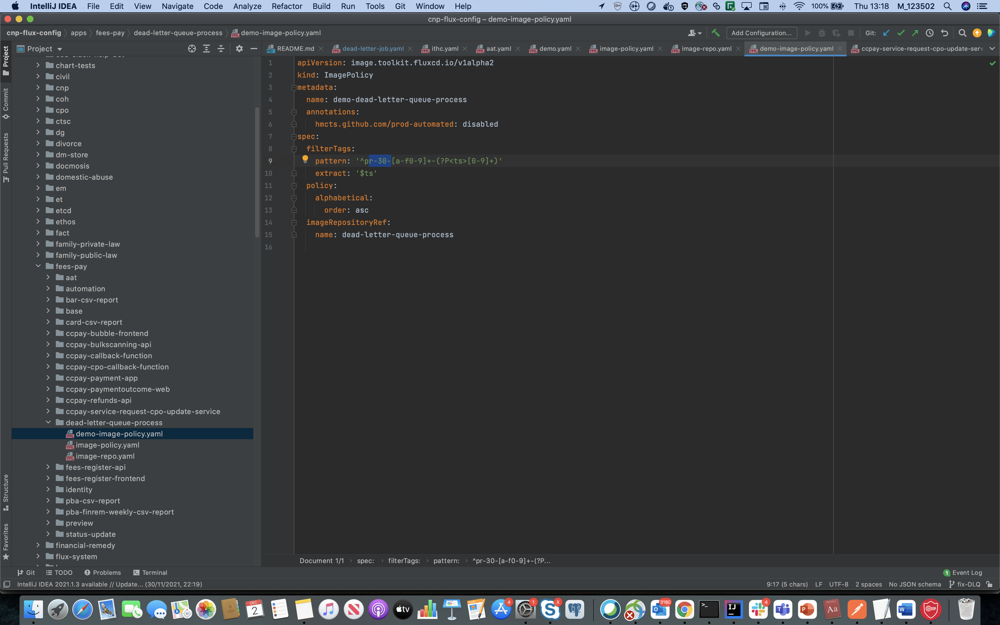 IntelliJ IDEA File Edit View Navigate Code Analyze Refactor Build Run Tools Git Window Help 100% Thu 13:18 M_123502
cnp-flux-config – demo-image-policy.yaml
cnp-flux-config apps fees-pay dead-letter-queue-process demo-image-policy.yaml Add Configuration... Git:
Project README.md dead-letter-job.yaml ithc.yaml aat.yaml demo.yaml image-policy.yaml image-repo.yaml demo-image-policy.yaml ccpay-service-request-cpo-update-serv
Project
Commit
Pull Requests
Structure
Favorites
chart-tests
civil
cnp
coh
cpo
ctsc
dg
divorce
dm-store
docmosis
domestic-abuse
em
et
etcd
ethos
fact
family-private-law
family-public-law
fees-pay
aat
automation
bar-csv-report
base
card-csv-report
ccpay-bubble-frontend
ccpay-bulkscanning-api
ccpay-callback-function
ccpay-cpo-callback-function
ccpay-payment-app
ccpay-paymentoutcome-web
ccpay-refunds-api
ccpay-service-request-cpo-update-service
dead-letter-queue-process
demo-image-policy.yaml
image-policy.yaml
image-repo.yaml
fees-register-api
fees-register-frontend
identity
pba-csv-report
pba-finrem-weekly-csv-report
preview
status-update
financial-remedy
flux-system
1 apiVersion: image.toolkit.fluxcd.io/v1alpha2
2 kind: ImagePolicy
3 metadata:
4 name: demo-dead-letter-queue-process
5 annotations:
6 hmcts.github.com/prod-automated: disabled
7 spec:
8 filterTags:
9 pattern: '^pr-30-[a-f0-9]+-(?P<ts>[0-9]+)'
10 extract: '$ts'
11 policy:
12 alphabetical:
13 order: asc
14 imageRepositoryRef:
15 name: dead-letter-queue-process
16
Document 1/1 › spec: › filterTags: › pattern: › ^pr-30-[a-f0-9]+-(?P...
Git TODO Problems Terminal 1 Event Log
IntelliJ IDEA 2021.1.3 available // Update... (30/11/2021, 22:19) 9:17 (5 chars) LF UTF-8 2 spaces No JSON schema fix-DLQ
DEC 2 tv 4 1 X 3180 4